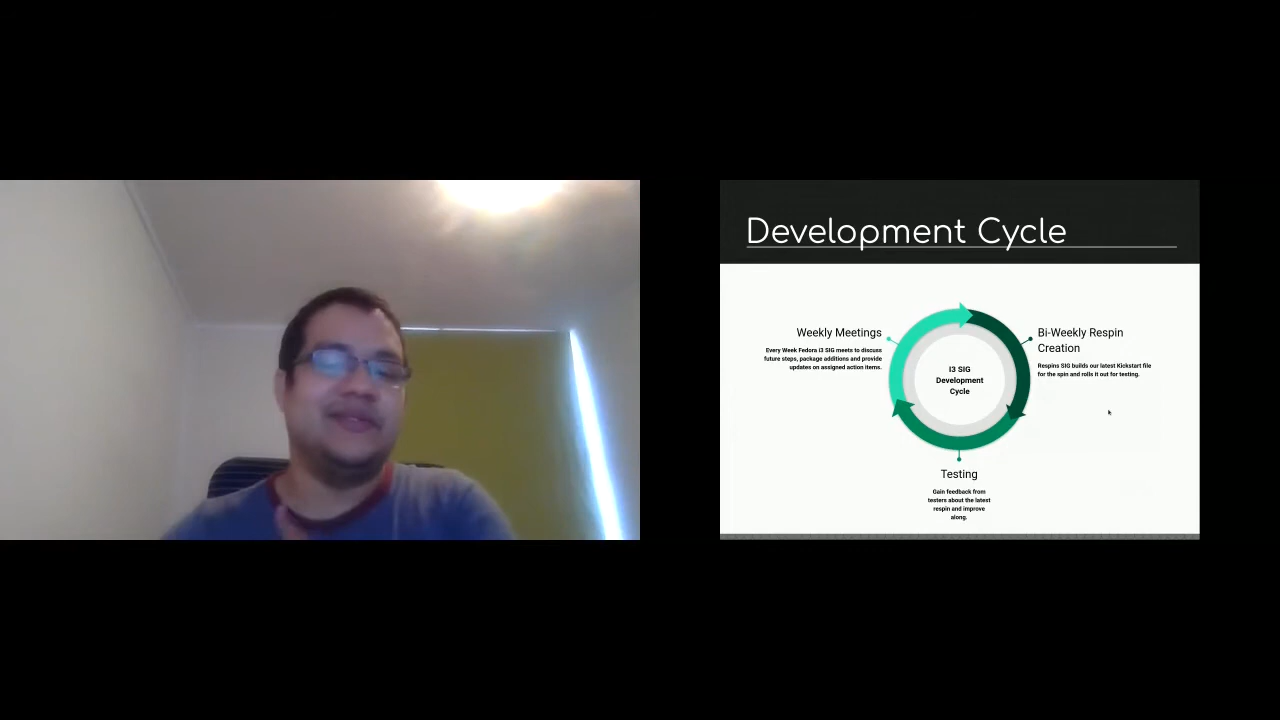 Development Cycle
Weekly Meetings
Every Week Fedora i3 SIG meets to discuss
future steps, package additions and provide
updates on assigned action items.
Bi-Weekly Respin
Creation
Respins SIG builds our latest Kickstart file
for the spin and rolls it out for testing.
i3 SIG
Development
Cycle
Testing
Gain feedback from
testers about the latest
respin and improve
along.